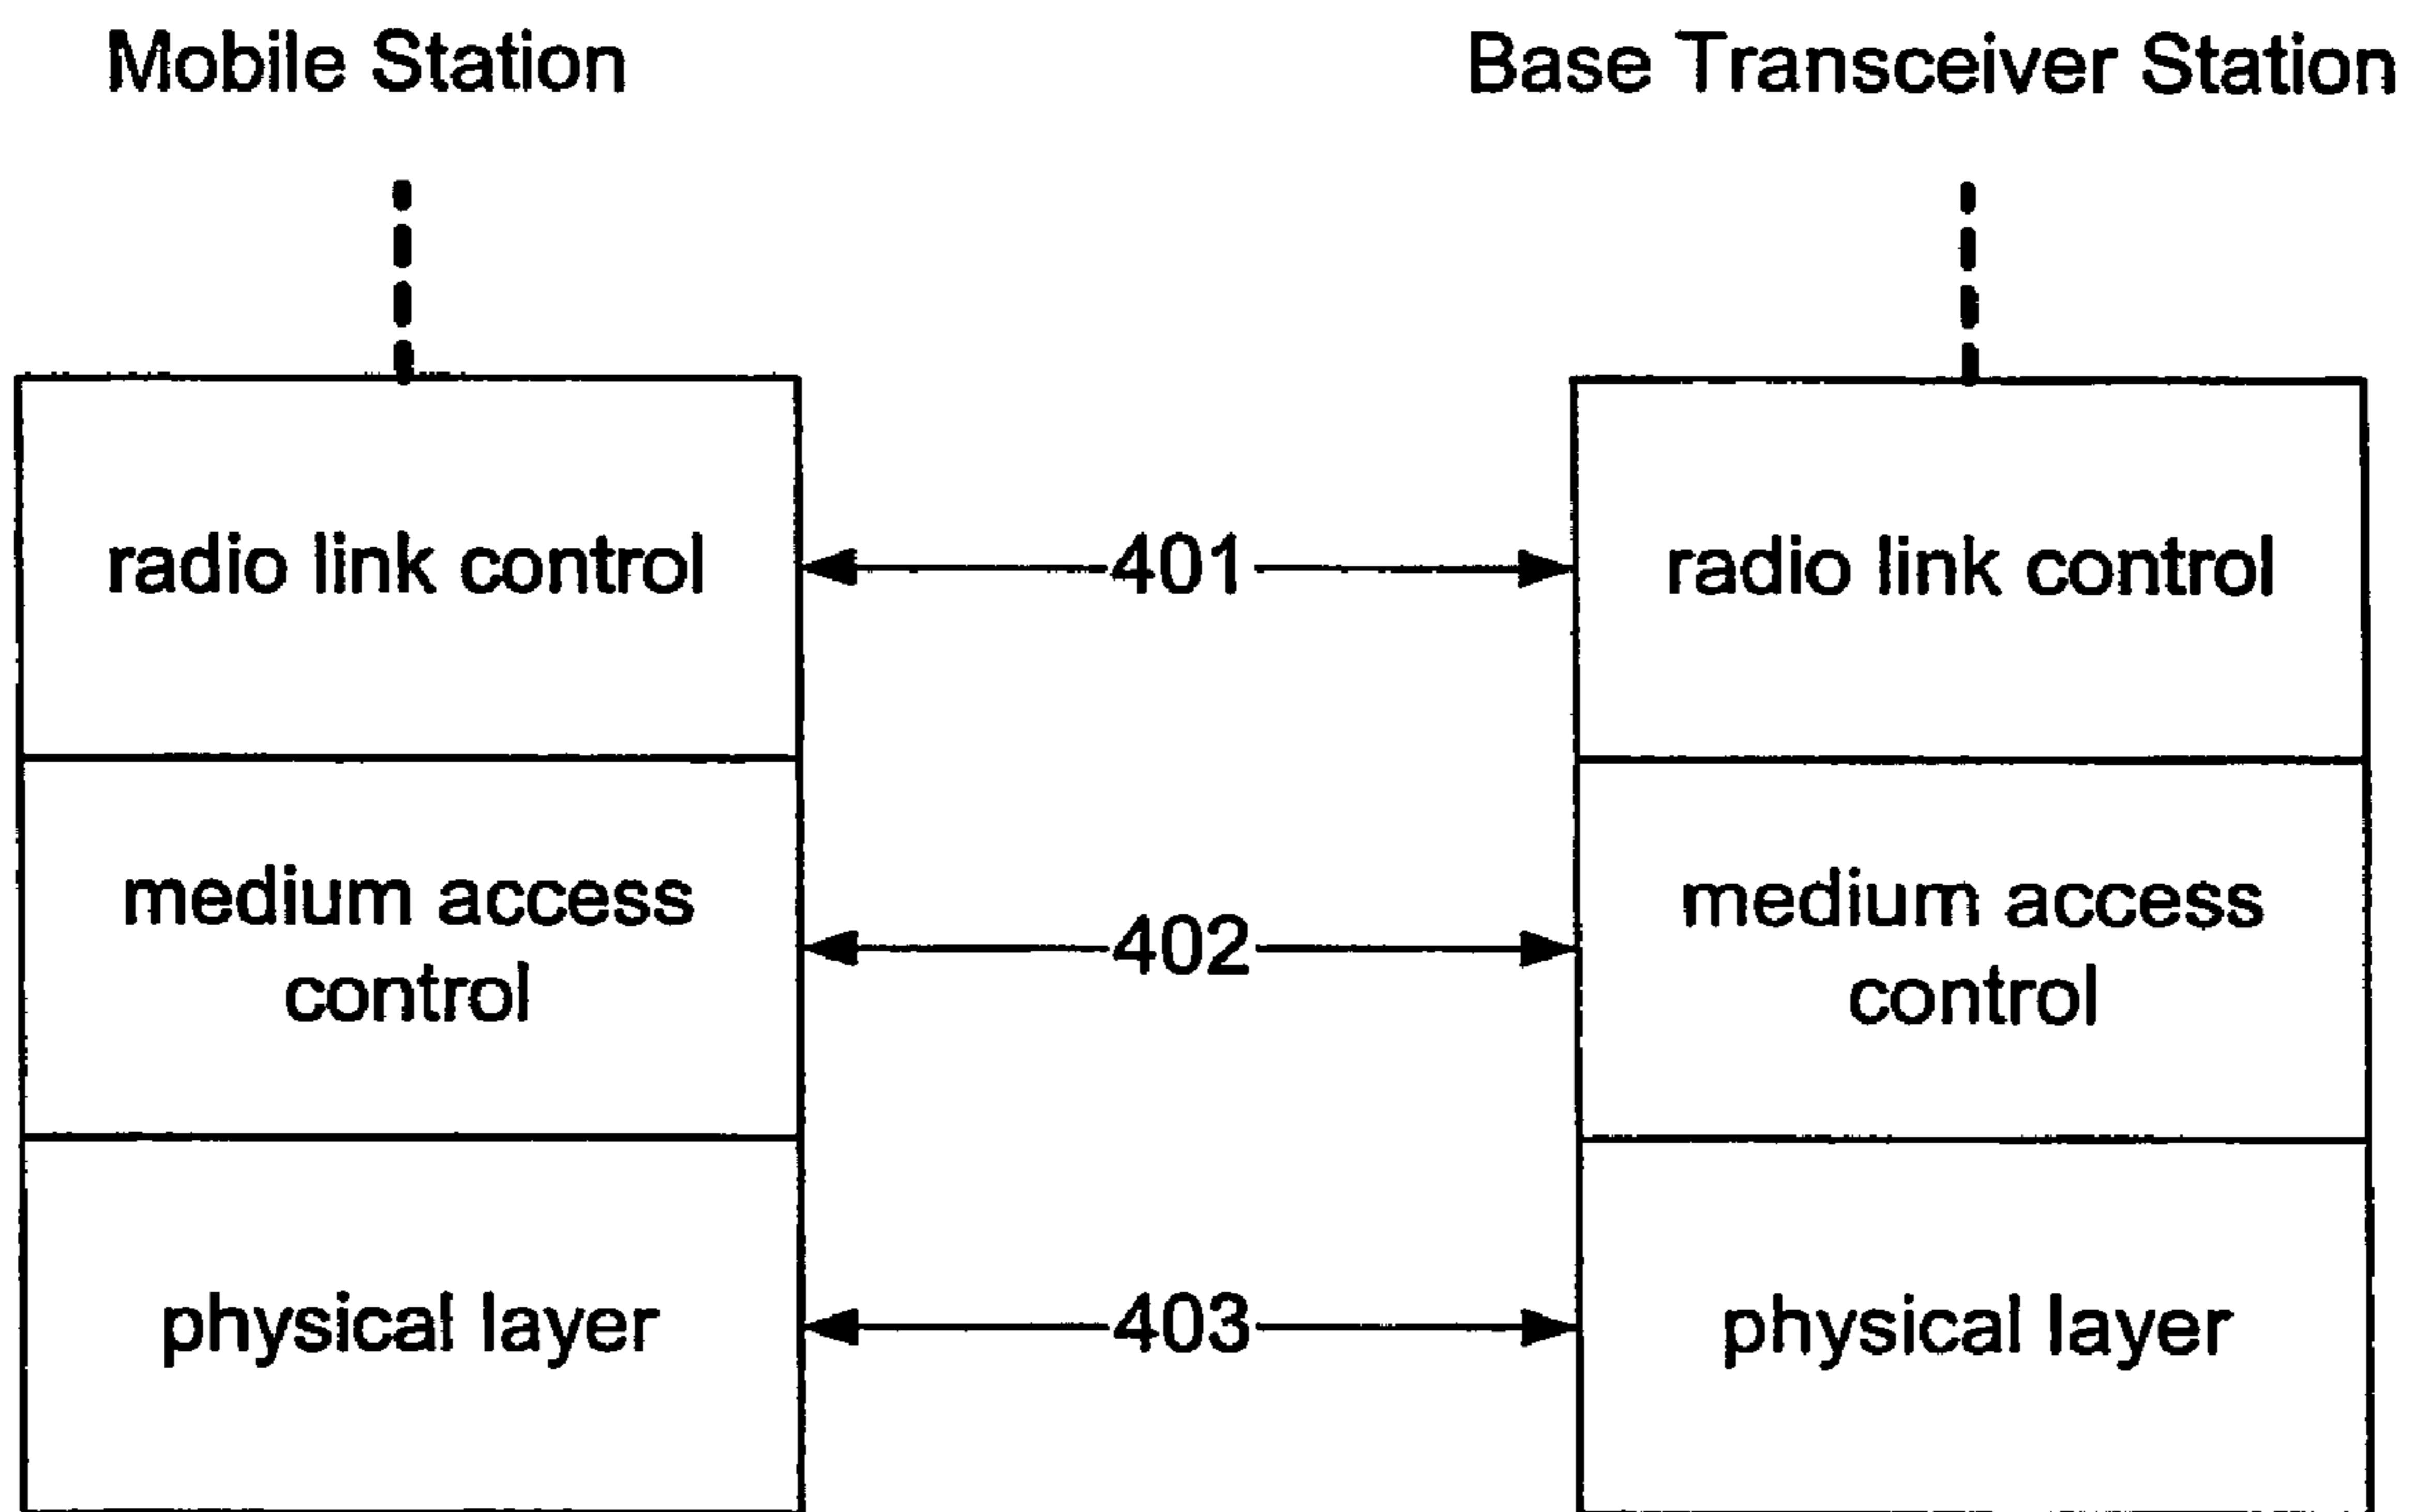 Mobile Station
Base Transceiver Station
radio link control
401
radio link control
medium access
control
402
medium access
control
physical layer
403
physical layer